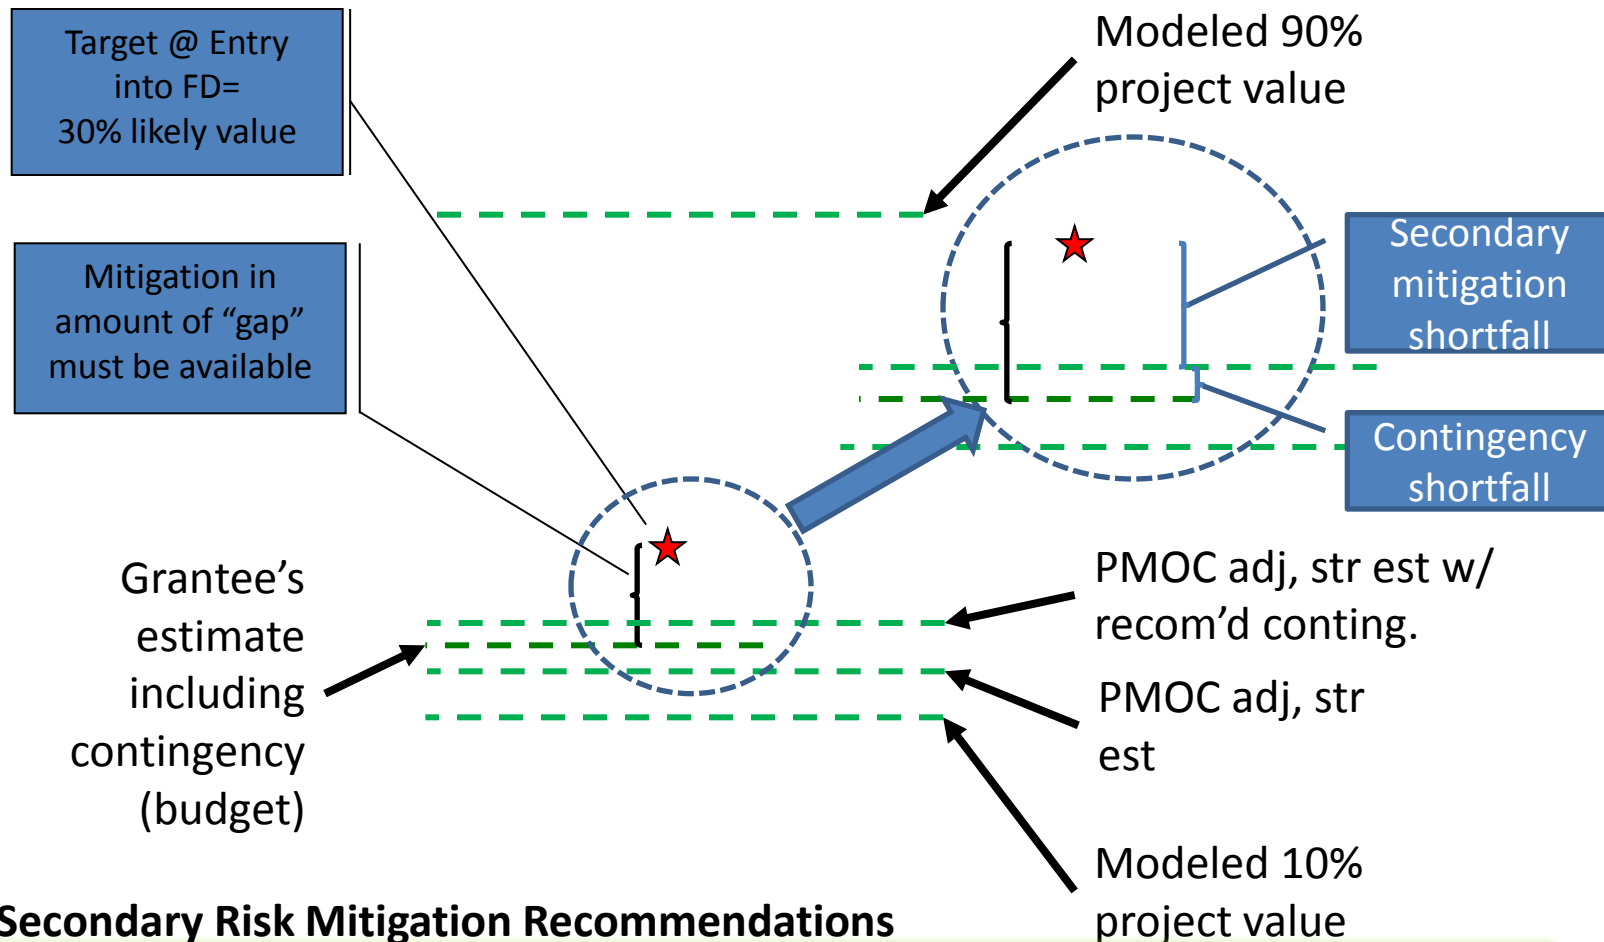 Target @ Entry
into FD=
30% likely value
Modeled 90%
project value
Mitigation in
amount of “gap”
must be available
Secondary
mitigation
shortfall
Contingency
shortfall
Grantee’s
estimate
including
contingency
(budget)
PMOC adj, str est w/
recom’d conting.
PMOC adj, str
est
Modeled 10%
project value
Secondary Risk Mitigation Recommendations